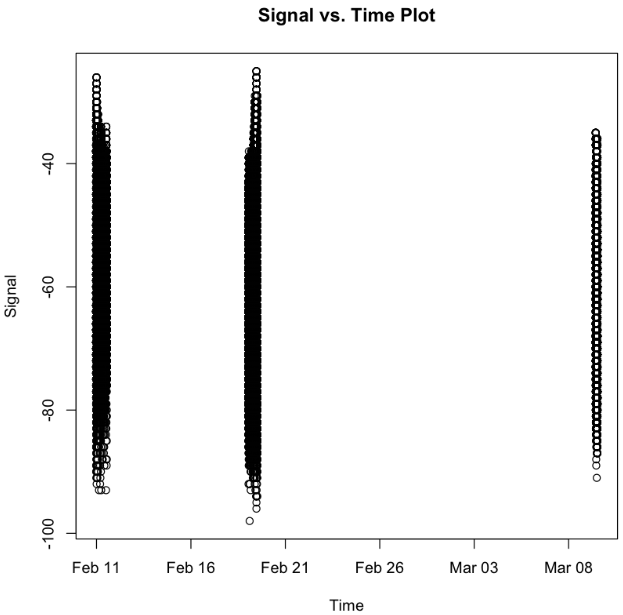 Signal vs. Time Plot
Signal
-40
-60
-80
-100
Feb 11 Feb 16 Feb 21 Feb 26 Mar 03 Mar 08
Time